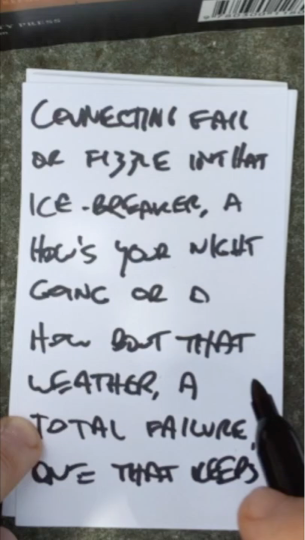 Y PRESS
CONNECTING FAIL
OR FIZZLE IN THAT
ICE-BREAKER, A
HOW'S YOUR NIGHT
GOING OR A
HOW BOUT THAT
WEATHER, A
TOTAL FAILURE,
ONE THAT KEEPS